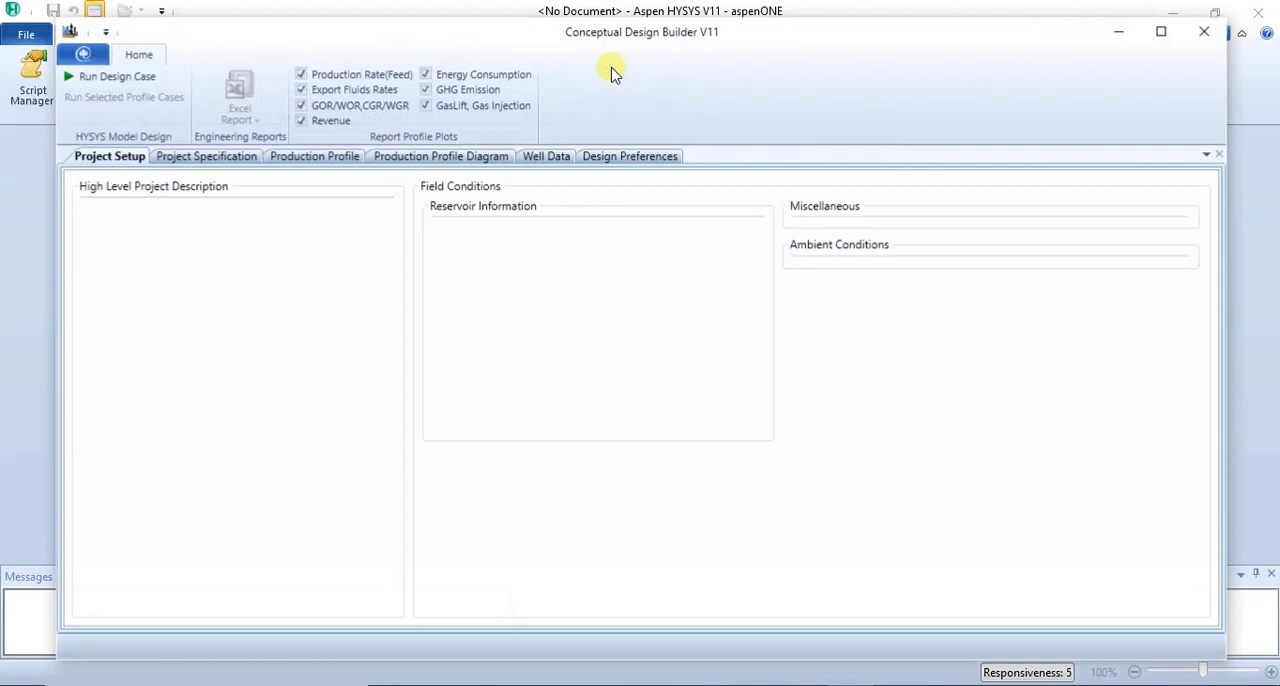 <No Document> - Aspen HYSYS V11 - aspenONE
File
Conceptual Design Builder V11
Home
Script
Manager
Run Design Case
Run Selected Profile Cases
HYSYS Model Design
Excel
Report
Engineering Reports
Production Rate(Feed)
Energy Consumption
Export Fluids Rates
GHG Emission
GOR/WOR,CGR/WGR
GasLift, Gas Injection
Revenue
Report Profile Plots
Project Setup
Project Specification
Production Profile
Production Profile Diagram
Well Data
Design Preferences
High Level Project Description
Field Conditions
Reservoir Information
Miscellaneous
Ambient Conditions
Messages
Responsiveness: 5
100%